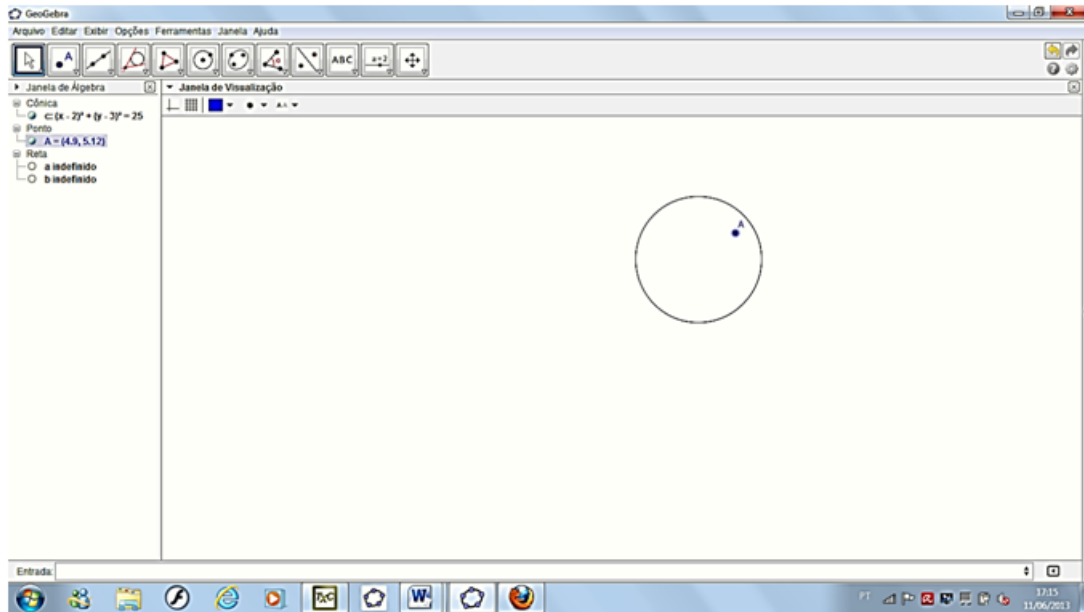 GeoGebra
Arquivo Editar Exibir Opções Ferramentas Janela Ajuda
A
ABC
a=2
Janela de Álgebra
Janela de Visualização
Cônica
c: (x - 2)² + (y - 3)² = 25
Ponto
A = (4.9, 5.12)
Reta
a indefinido
b indefinido
A
Entrada:
PT
17:15
11/06/2013